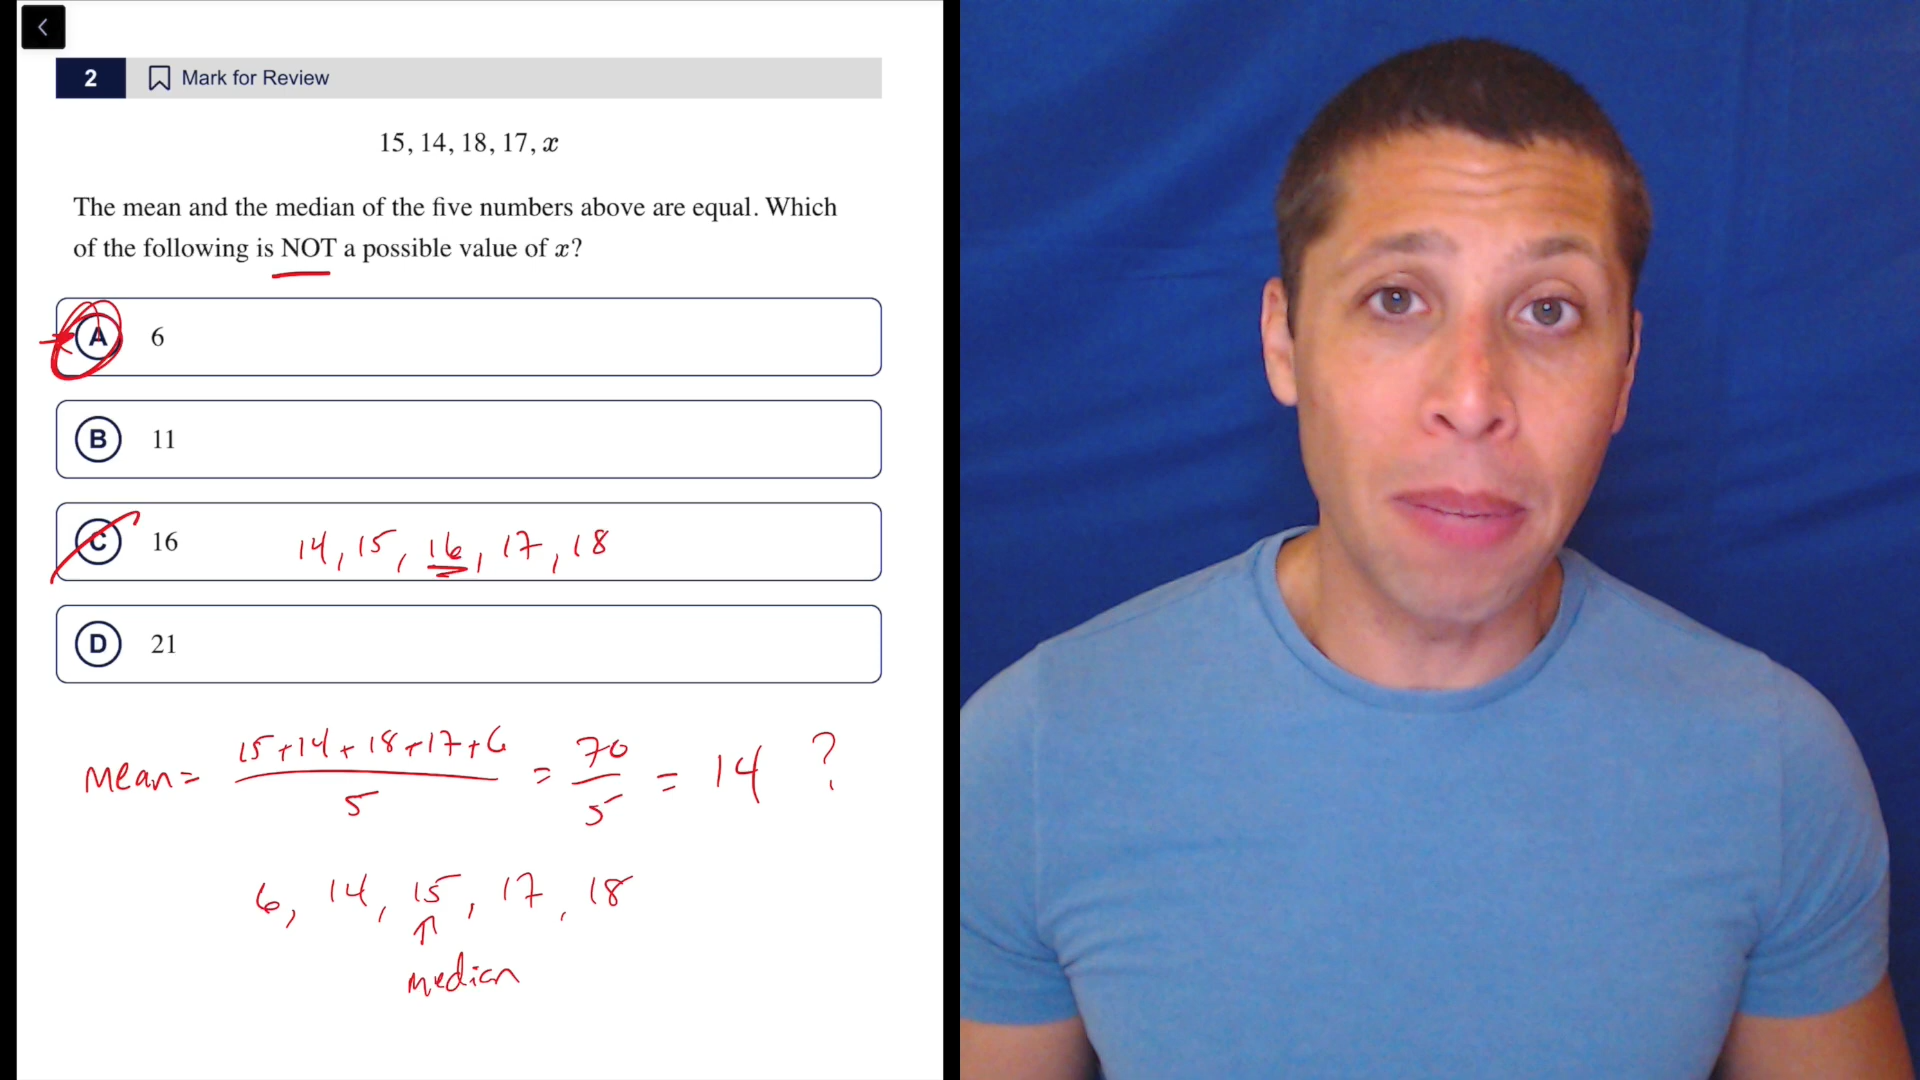 2 Mark for Review
15, 14, 18, 17, x
The mean and the median of the five numbers above are equal. Which
of the following is NOT a possible value of x?
A 6
B 11
C 16 14, 15, 16, 17, 18
D 21
mean = 15+14+18+17+6 / 5 = 70 / 5 = 14 ?
6, 14, 15, 17, 18
median